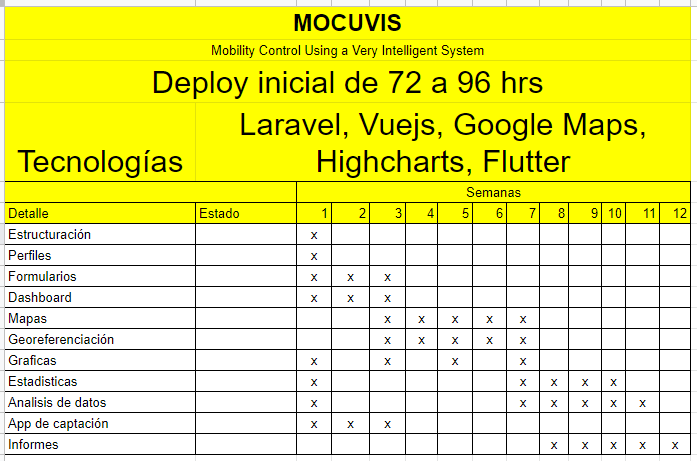 MOCUVIS
Mobility Control Using a Very Intelligent System
Deploy inicial de 72 a 96 hrs
Tecnologías Laravel, Vuejs, Google Maps,
Highcharts, Flutter
Semanas
Detalle Estado 1 2 3 4 5 6 7 8 9 10 11 12
Estructuración x
Perfiles x
Formularios x x x
Dashboard x x x
Mapas x x x x x
Georeferenciación x x x x x
Graficas x x x x
Estadisticas x x x x x
Analisis de datos x x x x x x
App de captación x x x
Informes x x x x x